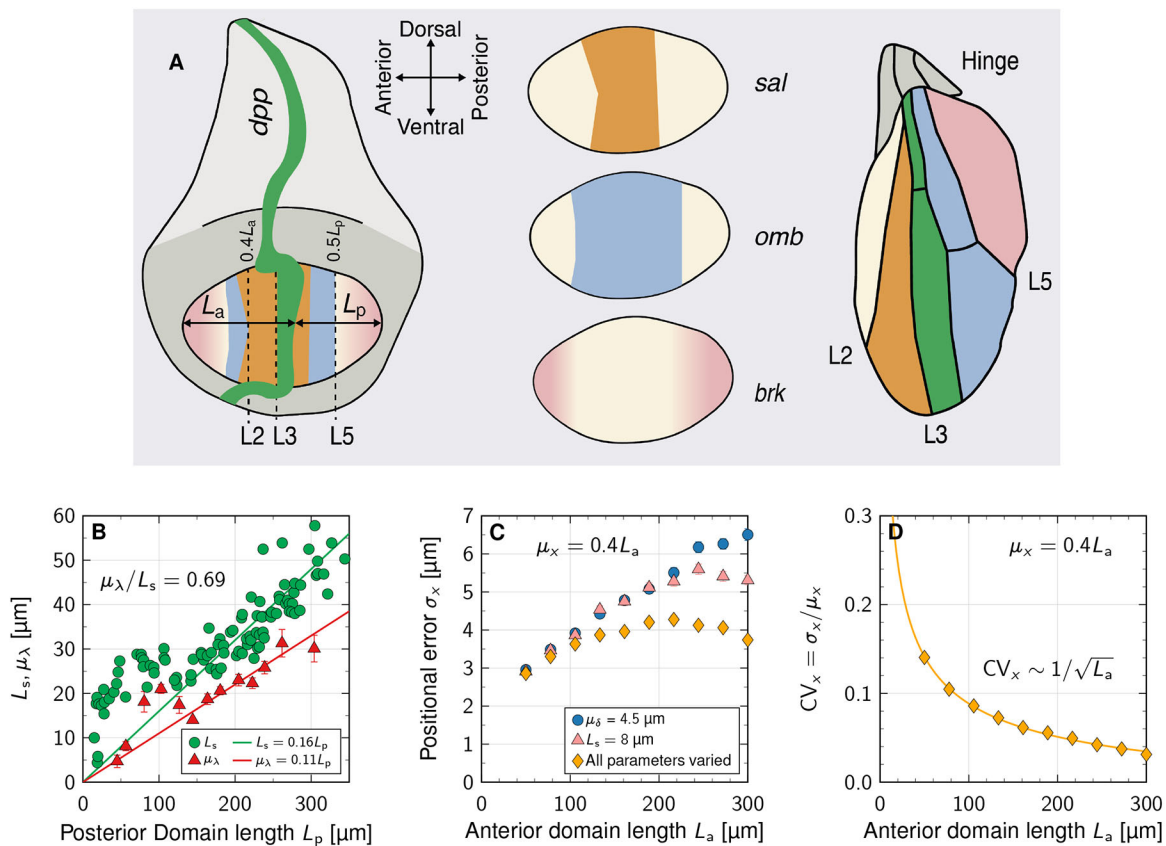 A
dpp
Dorsal
Anterior
Posterior
Ventral
0.4Lₐ
0.5Lₚ
Lₐ
Lₚ
L2
L3
L5
sal
omb
brk
Hinge
L5
L2
L3
B
μ_λ/Lₛ = 0.69
Lₛ
Lₛ = 0.16Lₚ
μ_λ
μ_λ = 0.11Lₚ
60
50
40
30
20
10
0
0
100
200
300
Lₛ, μ_λ [μm]
Posterior Domain length Lₚ [μm]
C
μₓ = 0.4Lₐ
μ_δ = 4.5 μm
Lₛ = 8 μm
All parameters varied
7
6
5
4
3
2
1
0
0
100
200
300
Positional error σₓ [μm]
Anterior domain length Lₐ [μm]
D
μₓ = 0.4Lₐ
CVₓ ∼ 1/√Lₐ
0.3
0.2
0.1
0.0
0
100
200
300
CVₓ = σₓ/μₓ
Anterior domain length Lₐ [μm]